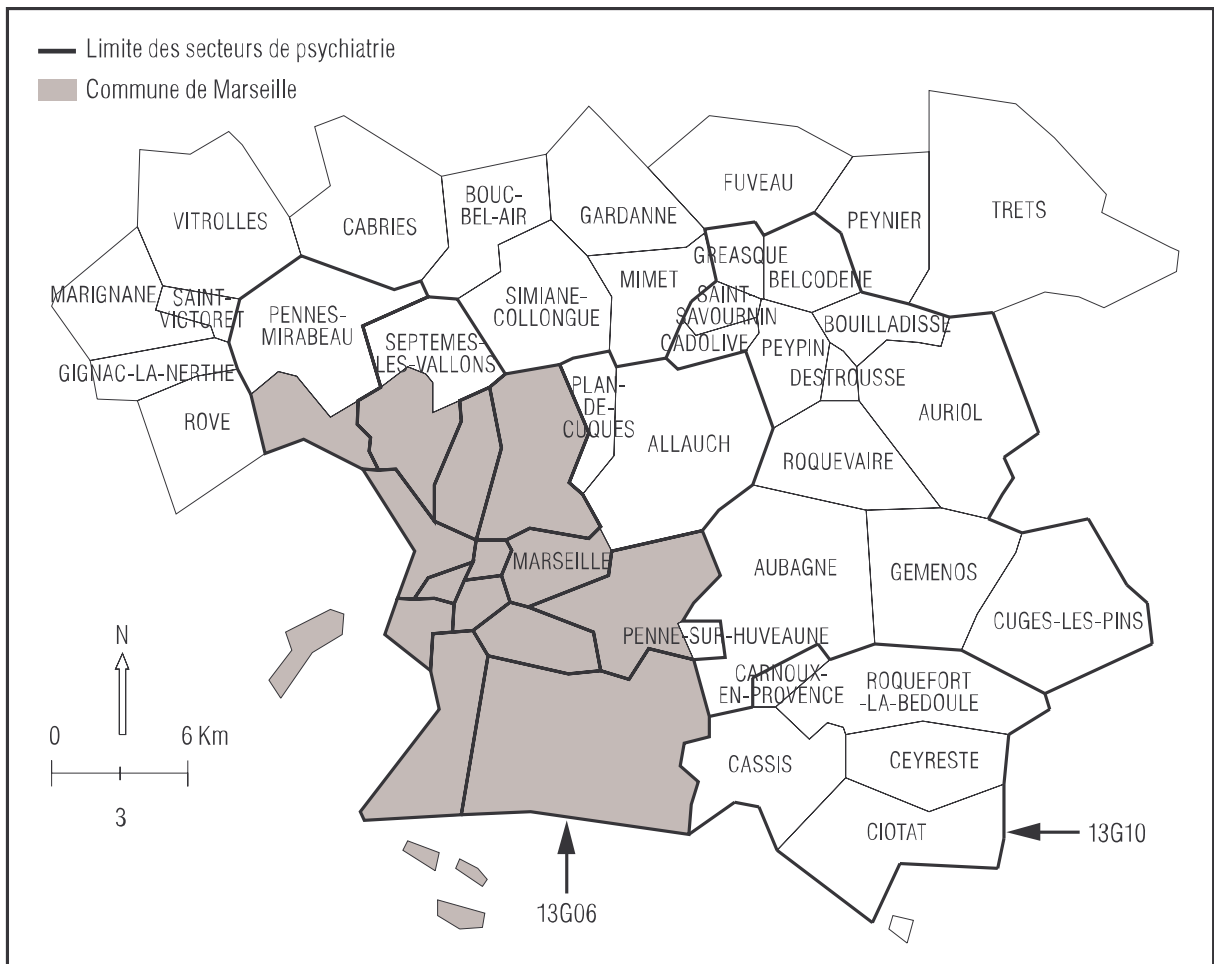 Limite des secteurs de psychiatrie
Commune de Marseille
VITROLLES
CABRIES
BOUC-
BEL-AIR
GARDANNE
FUVEAU
PEYNIER
TRETS
MARIGNANE
SAINT-
VICTORET
PENNES-
MIRABEAU
SEPTEMES-
LES-VALLONS
SIMIANE-
COLLONGUE
MIMET
GREASQUE
BELCODENE
SAINT-
SAVOURNIN
CADOLIVE
PEYPIN
BOUILLADISSE
DESTROUSSE
GIGNAC-LA-NERTHE
ROVE
PLAN-
DE-
CUQUES
ALLAUCH
AURIOL
ROQUEVAIRE
MARSEILLE
AUBAGNE
GEMENOS
CUGES-LES-PINS
PENNE-SUR-HUVEAUNE
CARNOUX-
EN-PROVENCE
ROQUEFORT
-LA-BEDOULE
CASSIS
CEYRESTE
CIOTAT
N
0 6 Km
3
13G06
13G10